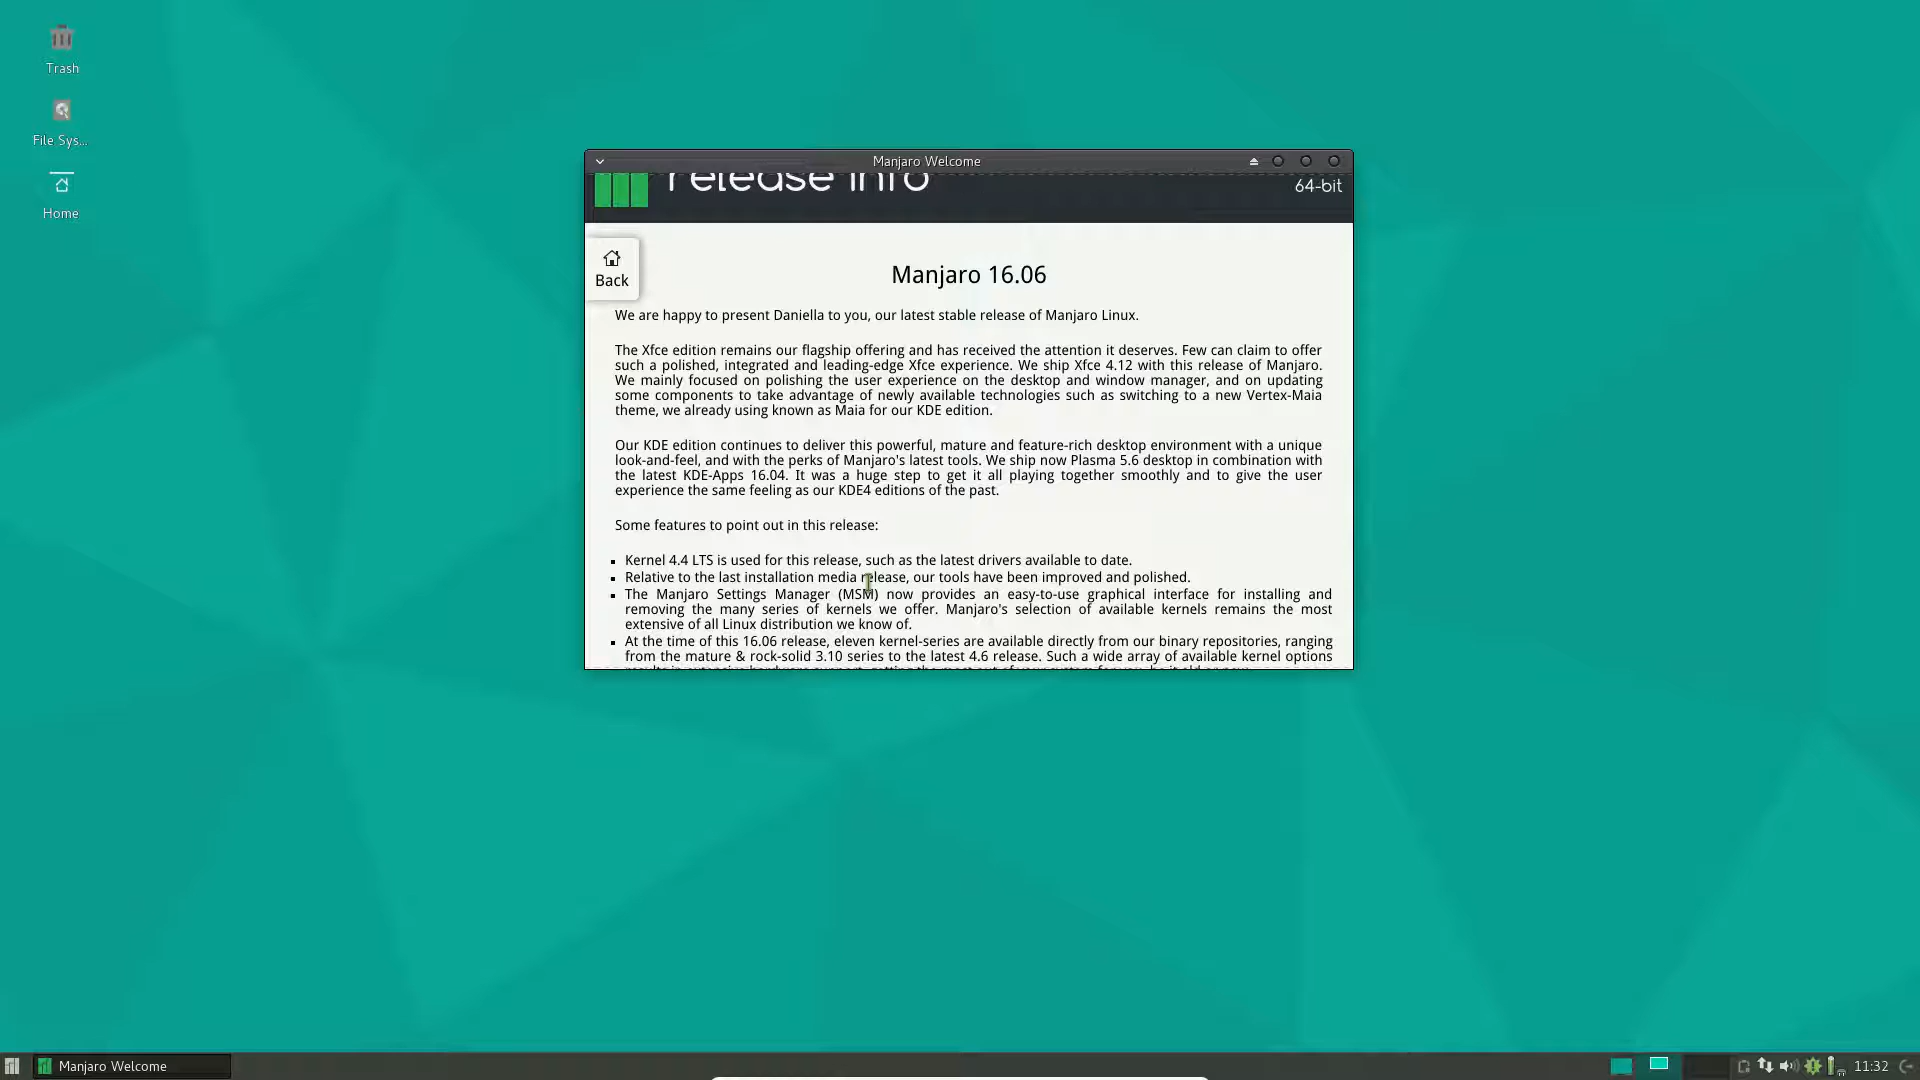 Trash
File Sys...
Home
Manjaro Welcome
release info
64-bit
Back
Manjaro 16.06
We are happy to present Daniella to you, our latest stable release of Manjaro Linux.
The Xfce edition remains our flagship offering and has received the attention it deserves. Few can claim to offer
such a polished, integrated and leading-edge Xfce experience. We ship Xfce 4.12 with this release of Manjaro.
We mainly focused on polishing the user experience on the desktop and window manager, and on updating
some components to take advantage of newly available technologies such as switching to a new Vertex-Maia
theme, we already using known as Maia for our KDE edition.
Our KDE edition continues to deliver this powerful, mature and feature-rich desktop environment with a unique
look-and-feel, and with the perks of Manjaro's latest tools. We ship now Plasma 5.6 desktop in combination with
the latest KDE-Apps 16.04. It was a huge step to get it all playing together smoothly and to give the user
experience the same feeling as our KDE4 editions of the past.
Some features to point out in this release:
Kernel 4.4 LTS is used for this release, such as the latest drivers available to date.
Relative to the last installation media release, our tools have been improved and polished.
The Manjaro Settings Manager (MSM) now provides an easy-to-use graphical interface for installing and
removing the many series of kernels we offer. Manjaro's selection of available kernels remains the most
extensive of all Linux distribution we know of.
At the time of this 16.06 release, eleven kernel-series are available directly from our binary repositories, ranging
from the mature & rock-solid 3.10 series to the latest 4.6 release. Such a wide array of available kernel options
Manjaro Welcome
11:32